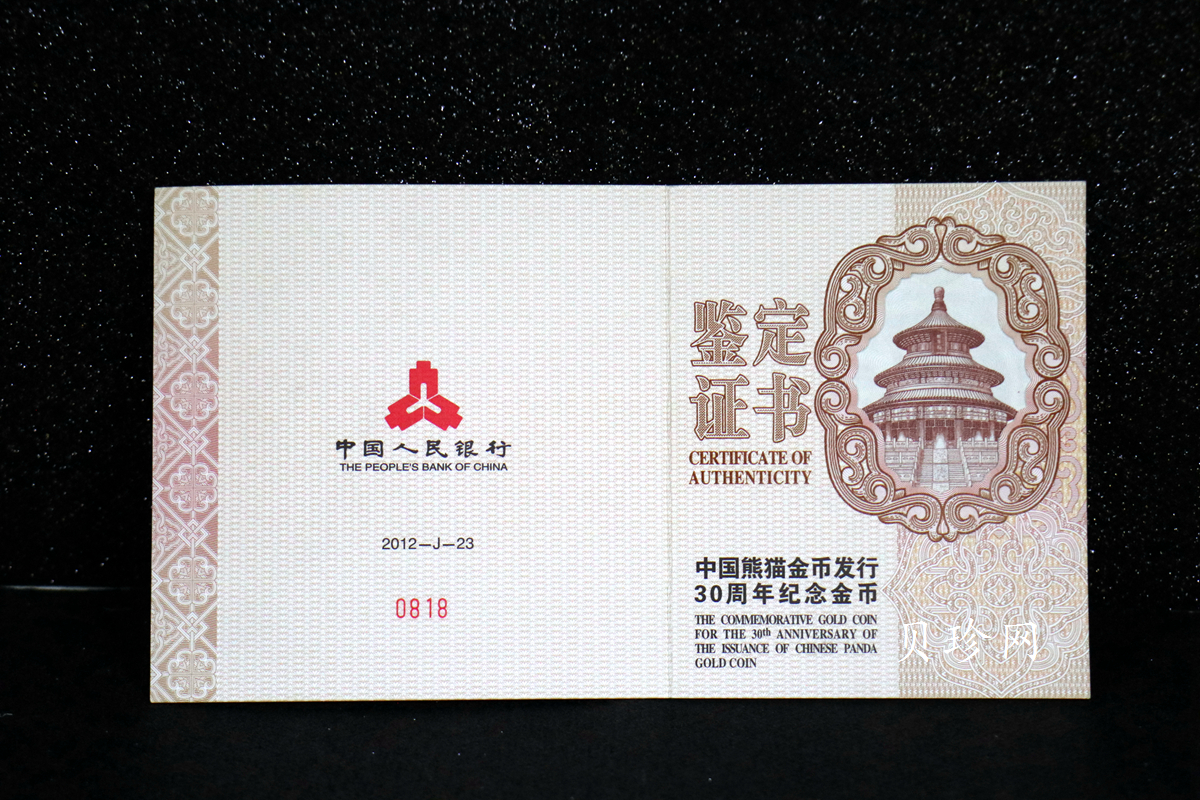 中国人民银行
THE PEOPLE'S BANK OF CHINA
2012-J-23
0818
鉴定
证书
CERTIFICATE OF
AUTHENTICITY
中国熊猫金币发行
30周年纪念金币
THE COMMEMORATIVE GOLD COIN
FOR THE 30th ANNIVERSARY OF
THE ISSUANCE OF CHINESE PANDA
GOLD COIN
贝珍网